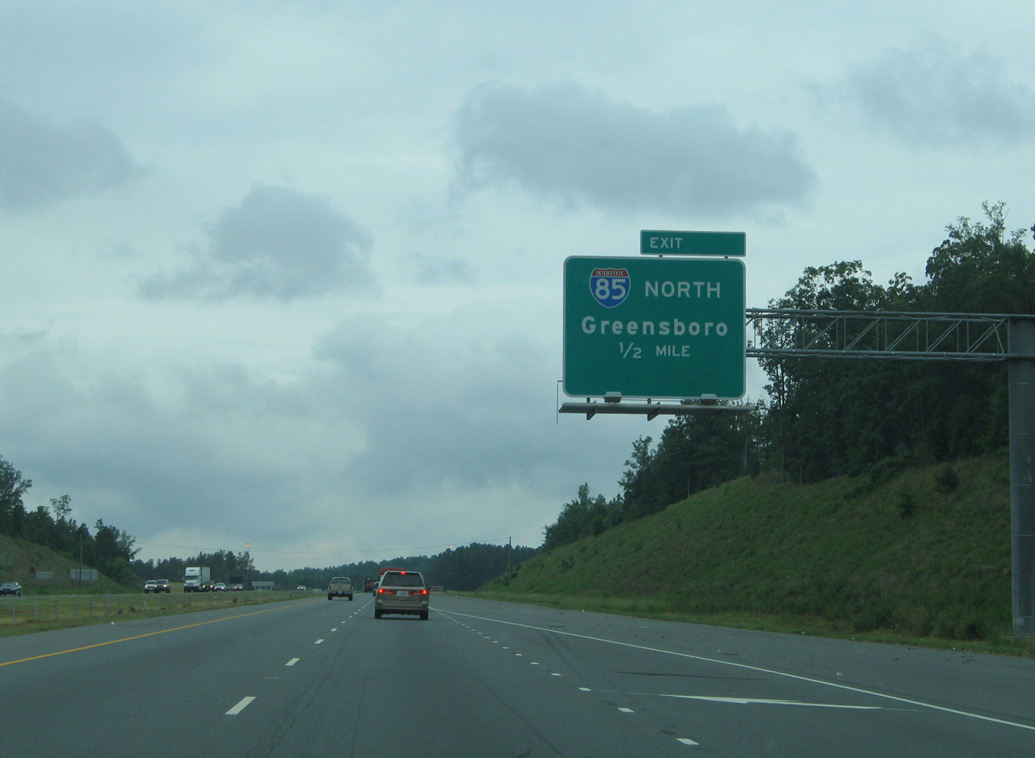 EXIT
INTERSTATE
85 NORTH
Greensboro
1/2 MILE